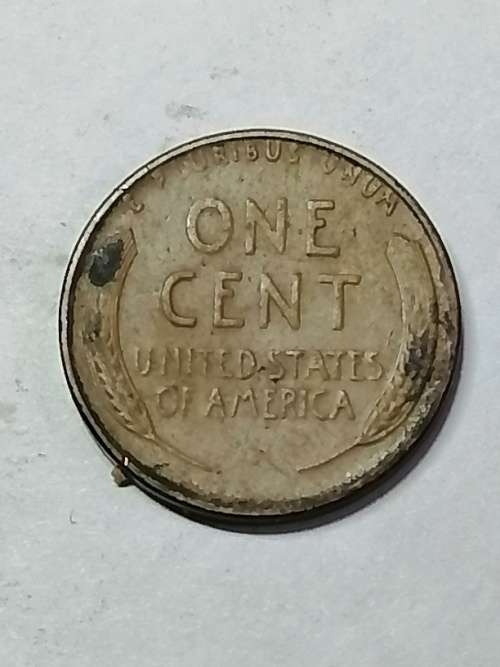 E PLURIBUS UNUM
ONE
CENT
UNITED·STATES
OF AMERICA